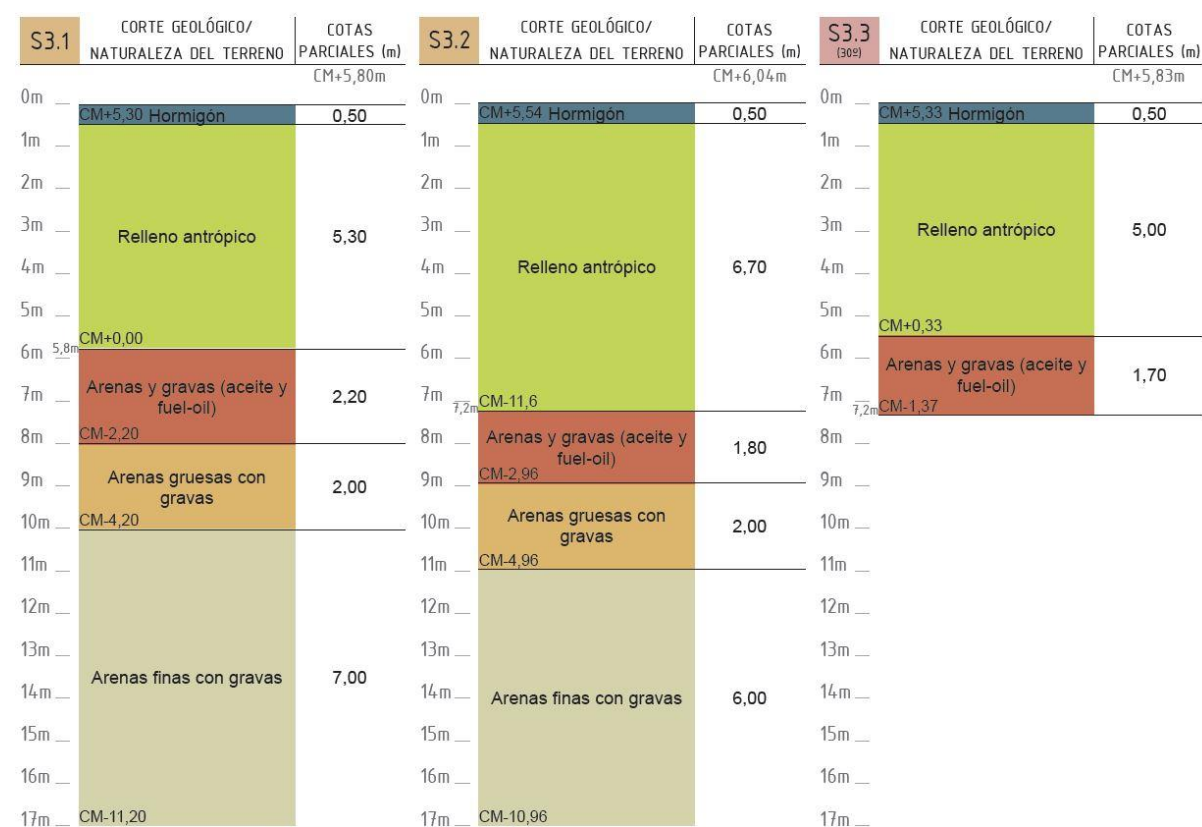 S3.1
CORTE GEOLÓGICO/
NATURALEZA DEL TERRENO
COTAS
PARCIALES (m)
CM+5,80m
0m
CM+5,30 Hormigón
0,50
1m
2m
3m
Relleno antrópico
5,30
4m
5m
CM+0,00
6m
5,8m
Arenas y gravas (aceite y
fuel-oil)
2,20
7m
8m
CM-2,20
9m
Arenas gruesas con
gravas
2,00
10m
CM-4,20
11m
12m
13m
Arenas finas con gravas
7,00
14m
15m
16m
17m
CM-11,20
S3.2
CORTE GEOLÓGICO/
NATURALEZA DEL TERRENO
COTAS
PARCIALES (m)
CM+6,04m
0m
CM+5,54 Hormigón
0,50
1m
2m
3m
Relleno antrópico
6,70
4m
5m
6m
7m
7,2m
CM-11,6
8m
Arenas y gravas (aceite y
fuel-oil)
1,80
CM-2,96
9m
10m
Arenas gruesas con
gravas
2,00
11m
CM-4,96
12m
13m
14m
Arenas finas con gravas
6,00
15m
16m
17m
CM-10,96
S3.3
(30º)
CORTE GEOLÓGICO/
NATURALEZA DEL TERRENO
COTAS
PARCIALES (m)
CM+5,83m
0m
CM+5,33 Hormigón
0,50
1m
2m
3m
Relleno antrópico
5,00
4m
5m
CM+0,33
6m
Arenas y gravas (aceite y
fuel-oil)
1,70
7m
7,2m
CM-1,37
8m
9m
10m
11m
12m
13m
14m
15m
16m
17m